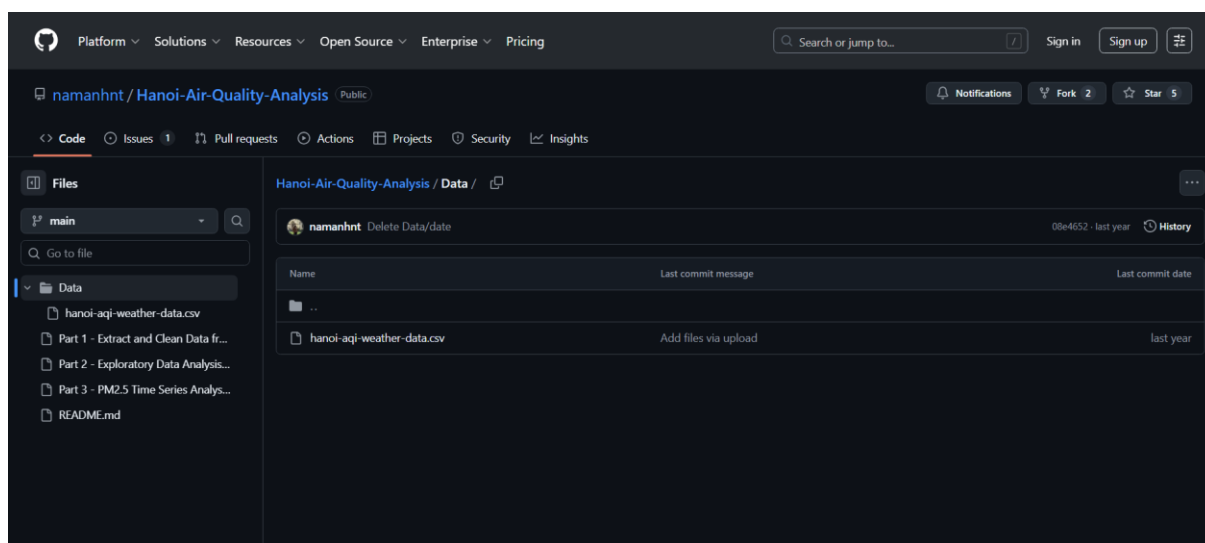 Platform Solutions Resources Open Source Enterprise Pricing Search or jump to... / Sign in Sign up
namanhnt / Hanoi-Air-Quality-Analysis Public Notifications Fork 2 Star 5
Code Issues 1 Pull requests Actions Projects Security Insights
Files Hanoi-Air-Quality-Analysis / Data /
main
namanhnt Delete Data/date 08e4652 · last year History
Go to file
Name Last commit message Last commit date
Data
..
hanoi-aqi-weather-data.csv
hanoi-aqi-weather-data.csv Add files via upload last year
Part 1 - Extract and Clean Data fr...
Part 2 - Exploratory Data Analysis...
Part 3 - PM2.5 Time Series Analys...
README.md